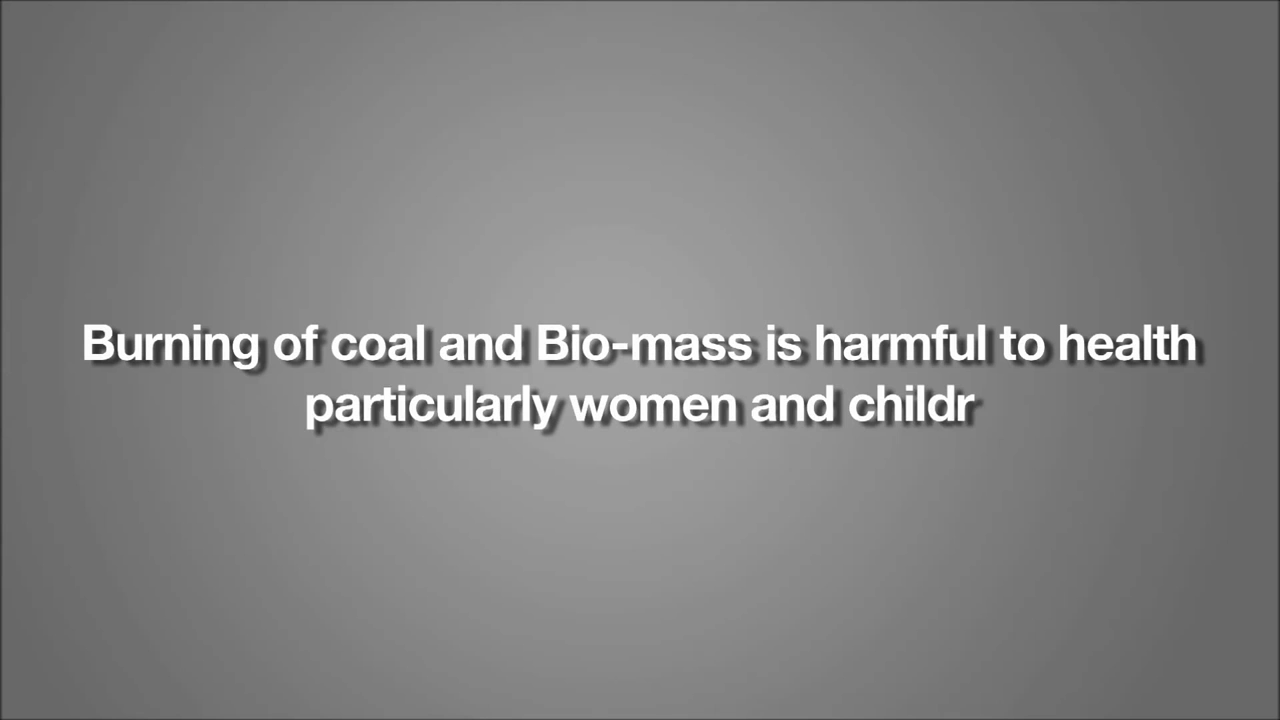 Burning of coal and Bio-mass is harmful to health
particularly women and childr